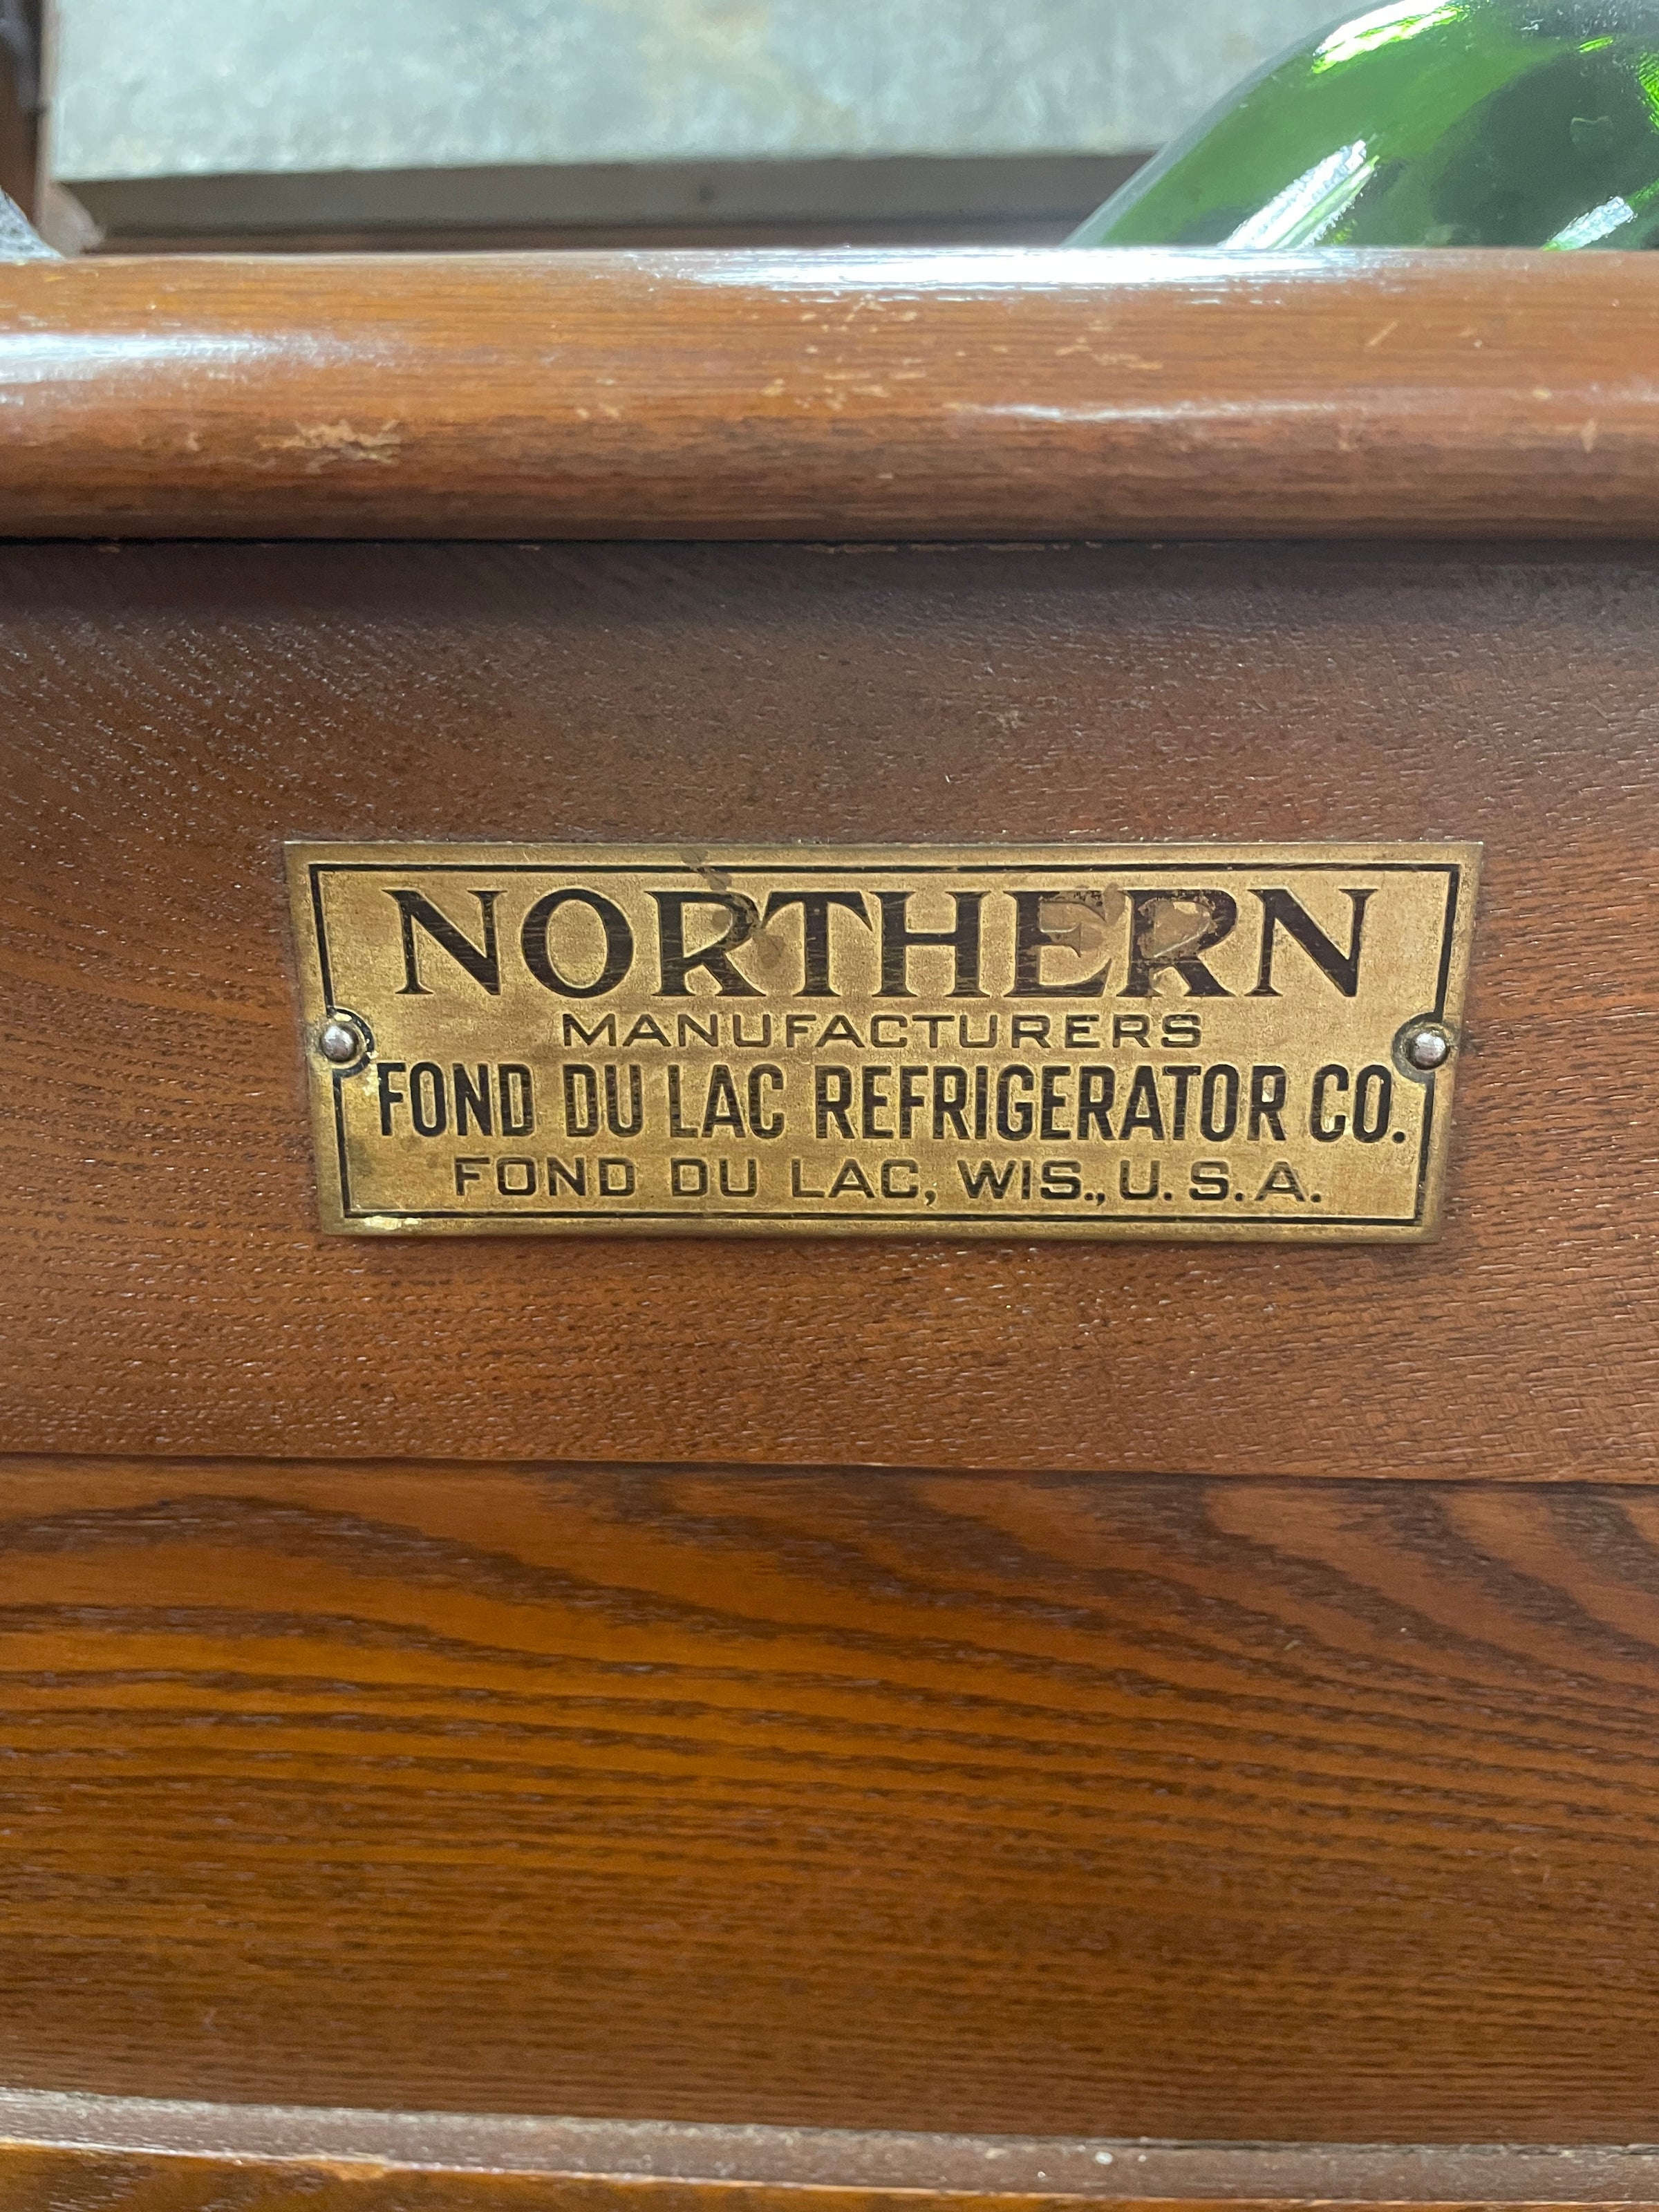 NORTHERN
MANUFACTURERS
FOND DU LAC REFRIGERATOR CO.
FOND DU LAC, WIS., U.S.A.